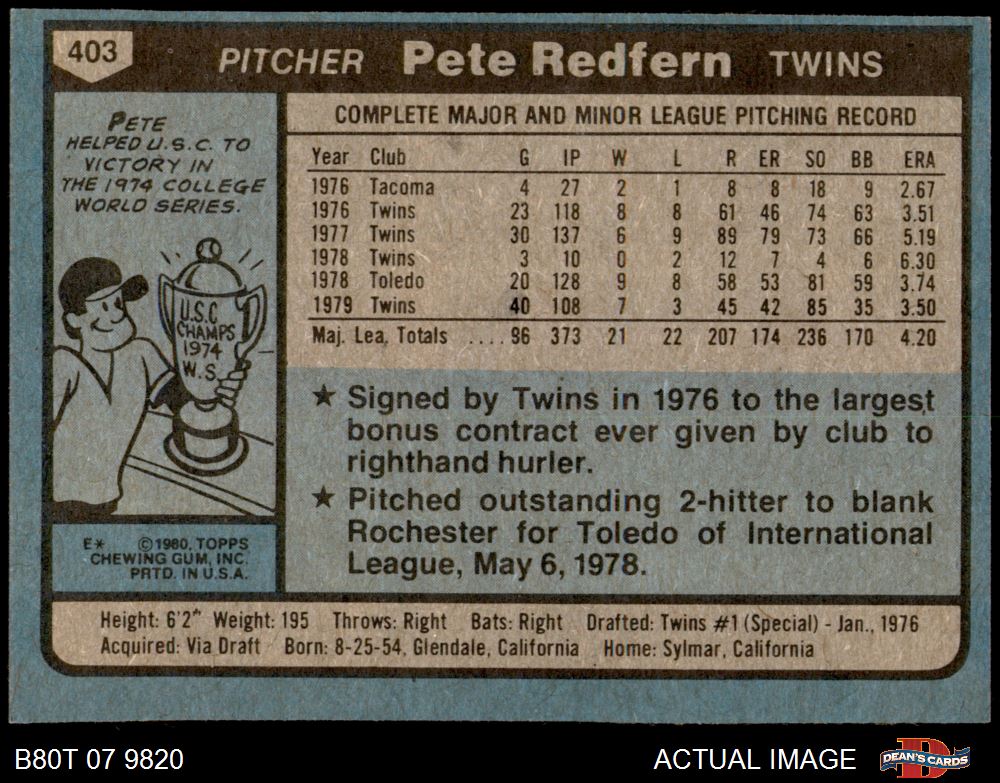 403
PITCHER Pete Redfern TWINS
PETE
HELPED U.S.C. TO
VICTORY IN
THE 1974 COLLEGE
WORLD SERIES.
U.S.C
CHAMPS
1974
W.S.
E* ©1980, TOPPS
CHEWING GUM, INC.
PRTD. IN U.S.A.
COMPLETE MAJOR AND MINOR LEAGUE PITCHING RECORD
Year Club G IP W L R ER SO BB ERA
1976 Tacoma 4 27 2 1 8 8 18 9 2.67
1976 Twins 23 118 8 8 61 46 74 63 3.51
1977 Twins 30 137 6 9 89 79 73 66 5.19
1978 Twins 3 10 0 2 12 7 4 6 6.30
1978 Toledo 20 128 9 8 58 53 81 59 3.74
1979 Twins 40 108 7 3 45 42 85 35 3.50
Maj. Lea. Totals .... 96 373 21 22 207 174 236 170 4.20
★ Signed by Twins in 1976 to the largest
bonus contract ever given by club to
righthand hurler.
★ Pitched outstanding 2-hitter to blank
Rochester for Toledo of International
League, May 6, 1978.
Height: 6'2" Weight: 195 Throws: Right Bats: Right Drafted: Twins #1 (Special) - Jan., 1976
Acquired: Via Draft Born: 8-25-54, Glendale, California Home: Sylmar, California
B80T 07 9820 ACTUAL IMAGE DEAN'S CARDS